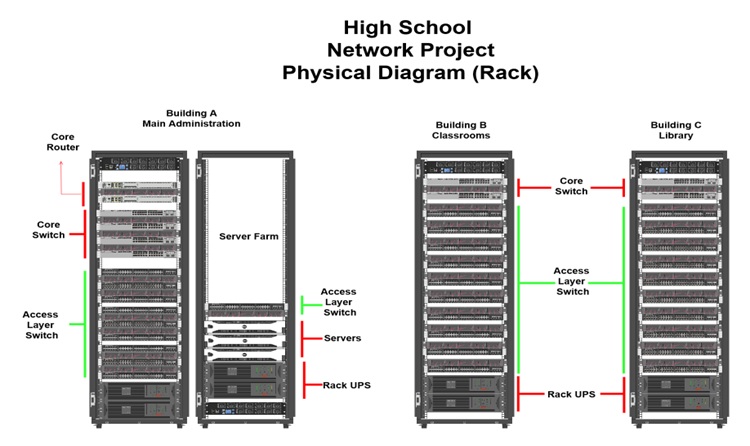 High School
Network Project
Physical Diagram (Rack)
Building A
Main Administration
Building B
Classrooms
Building C
Library
Core
Router
Core
Switch
Access
Layer
Switch
Server Farm
Access
Layer
Switch
Servers
Rack UPS
Core
Switch
Access
Layer
Switch
Rack UPS